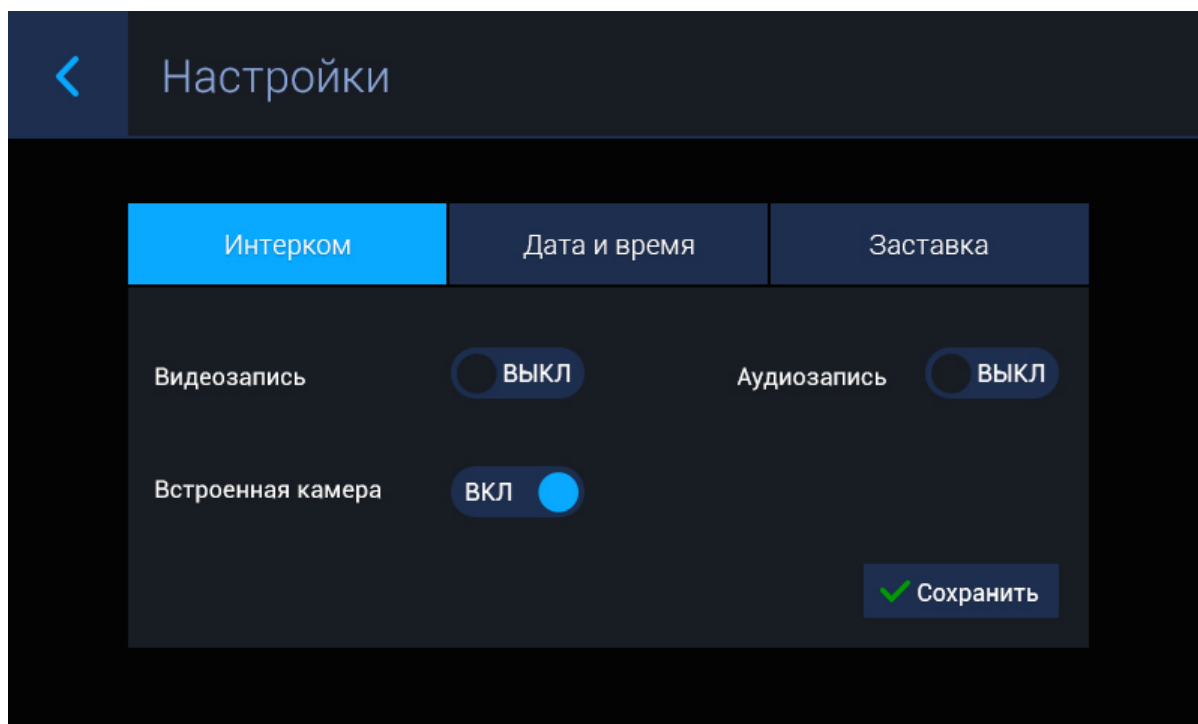 Настройки
Интерком Дата и время Заставка
Видеозапись ВЫКЛ Аудиозапись ВЫКЛ
Встроенная камера ВКЛ
Сохранить